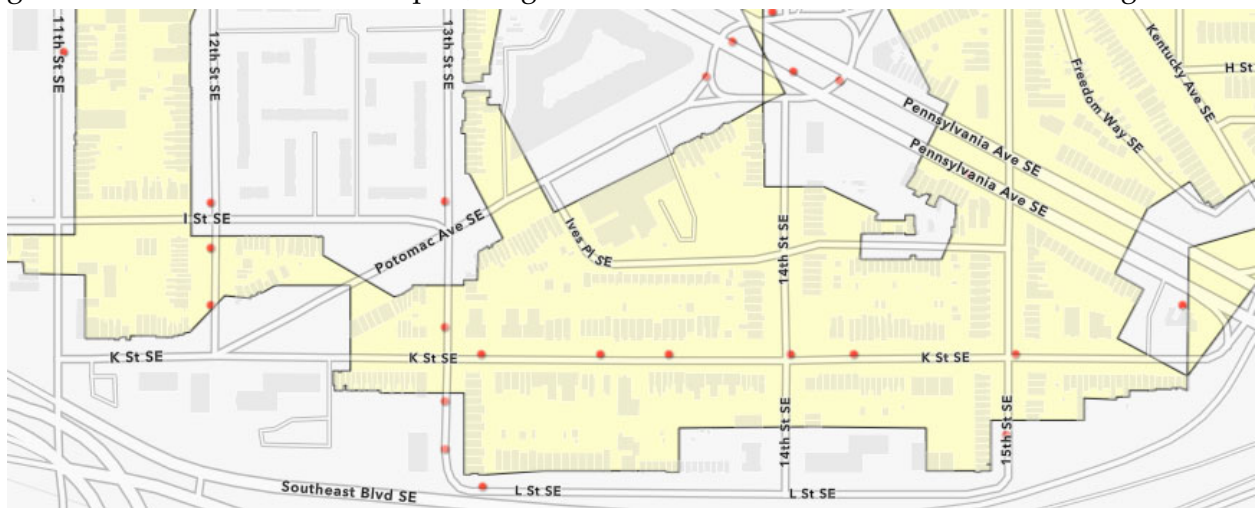 11th St SE
12th St SE
13th St SE
Pennsylvania Ave SE
Pennsylvania Ave SE
Freedom Way SE
Kentucky Ave SE
H St
I St SE
Potomac Ave SE
Ives Pl SE
14th St SE
K St SE
K St SE
K St SE
14th St SE
15th St SE
Southeast Blvd SE
L St SE
L St SE